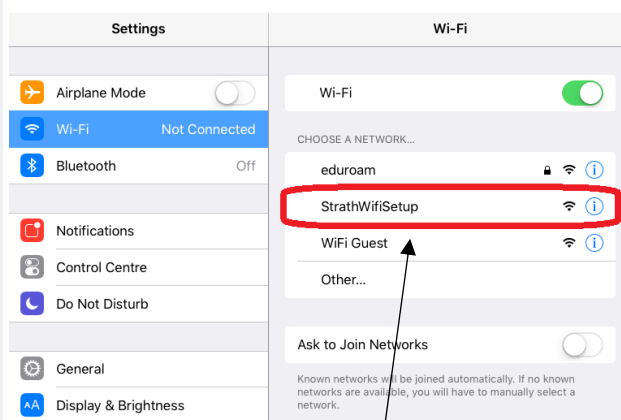 Settings
Airplane Mode
Wi-Fi Not Connected
Bluetooth Off
Notifications
Control Centre
Do Not Disturb
General
AA Display & Brightness
Wi-Fi
Wi-Fi
CHOOSE A NETWORK...
eduroam
StrathWifiSetup
WiFi Guest
Other...
Ask to Join Networks
Known networks will be joined automatically. If no known
networks are available, you will have to manually select a
network.